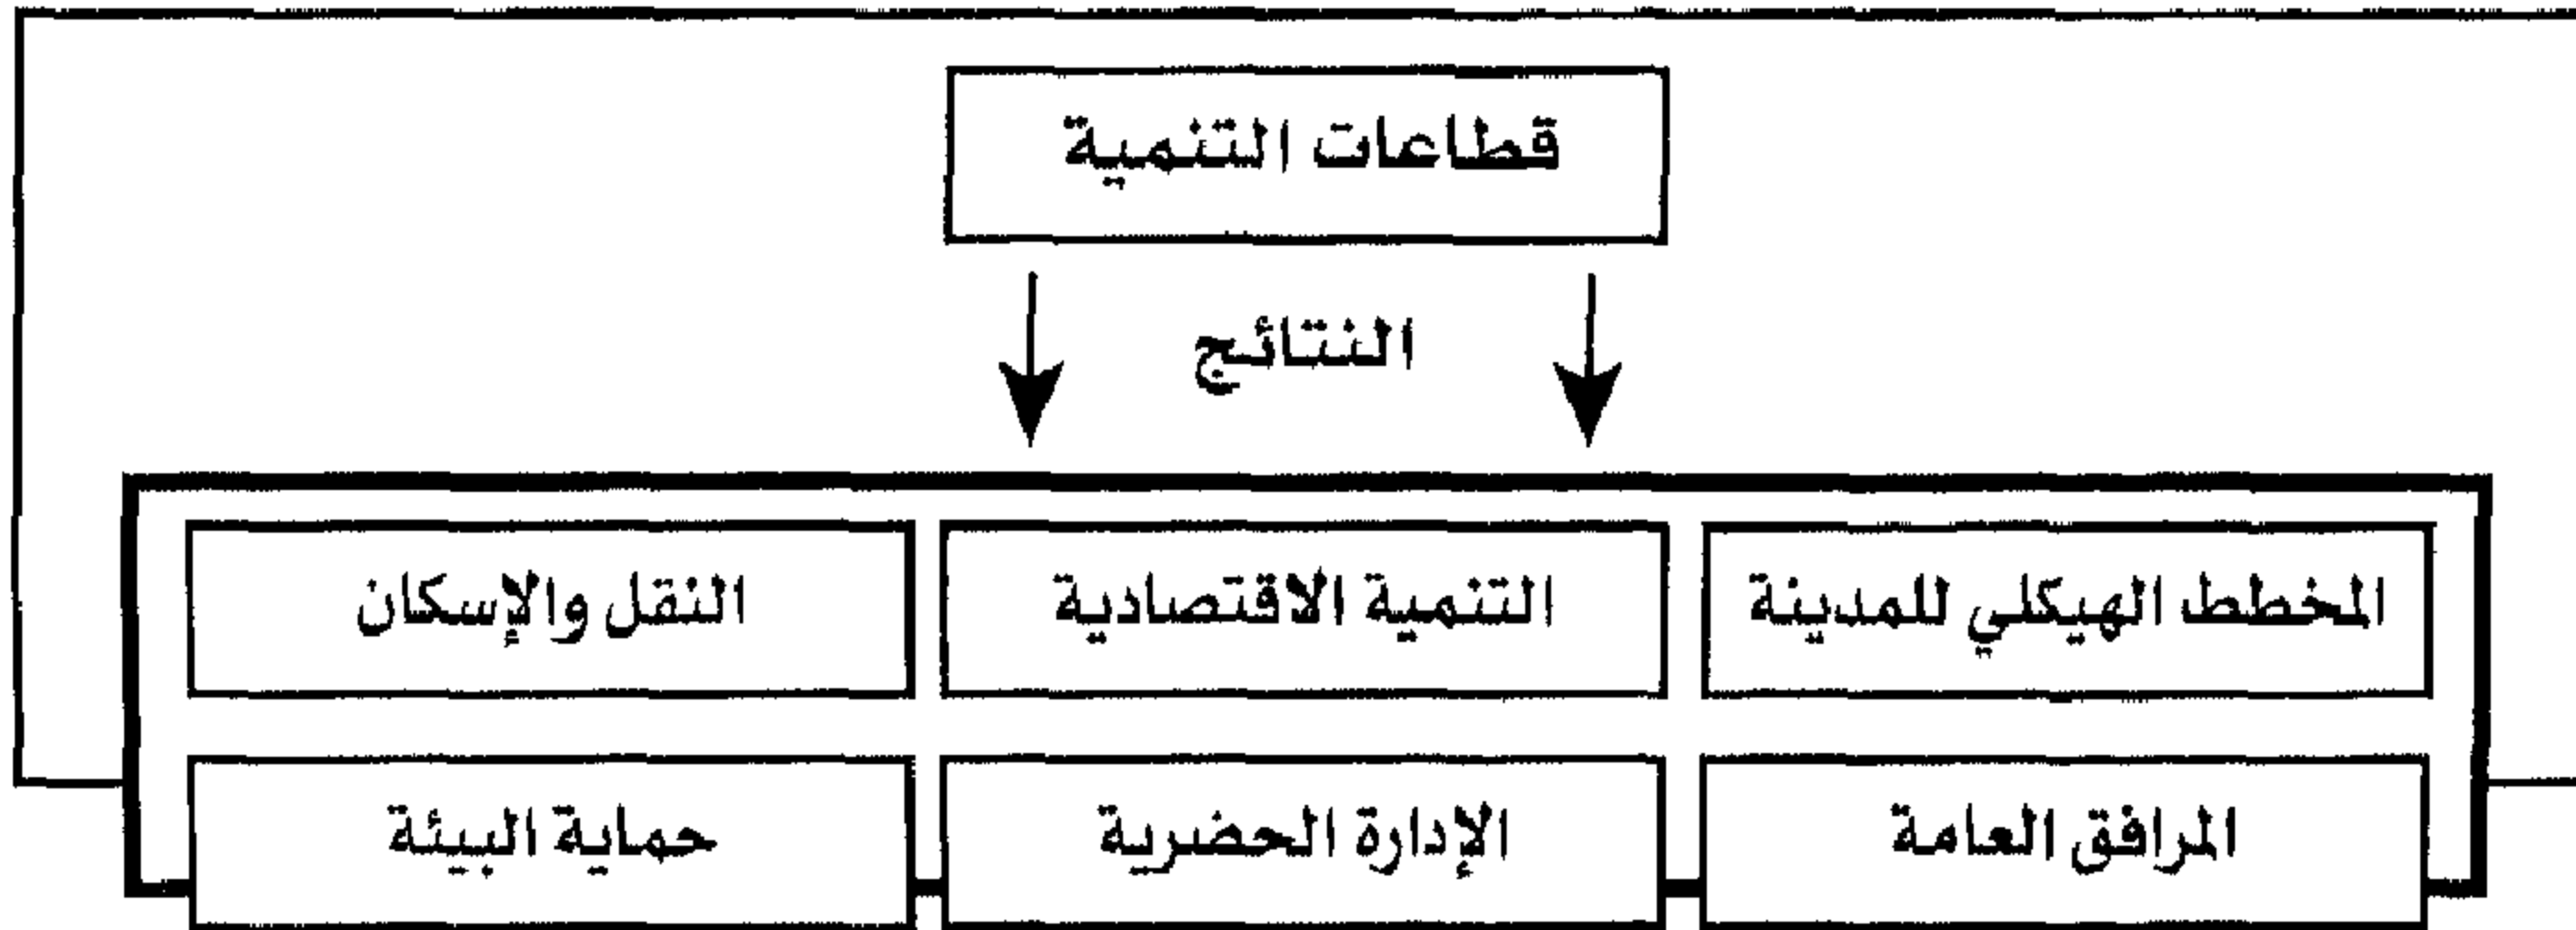 قطاعات التنمية
النتائج
المخطط الهيكلي للمدينة
التنمية الاقتصادية
النقل والإسكان
المرافق العامة
الإدارة الحضرية
حماية البيئة